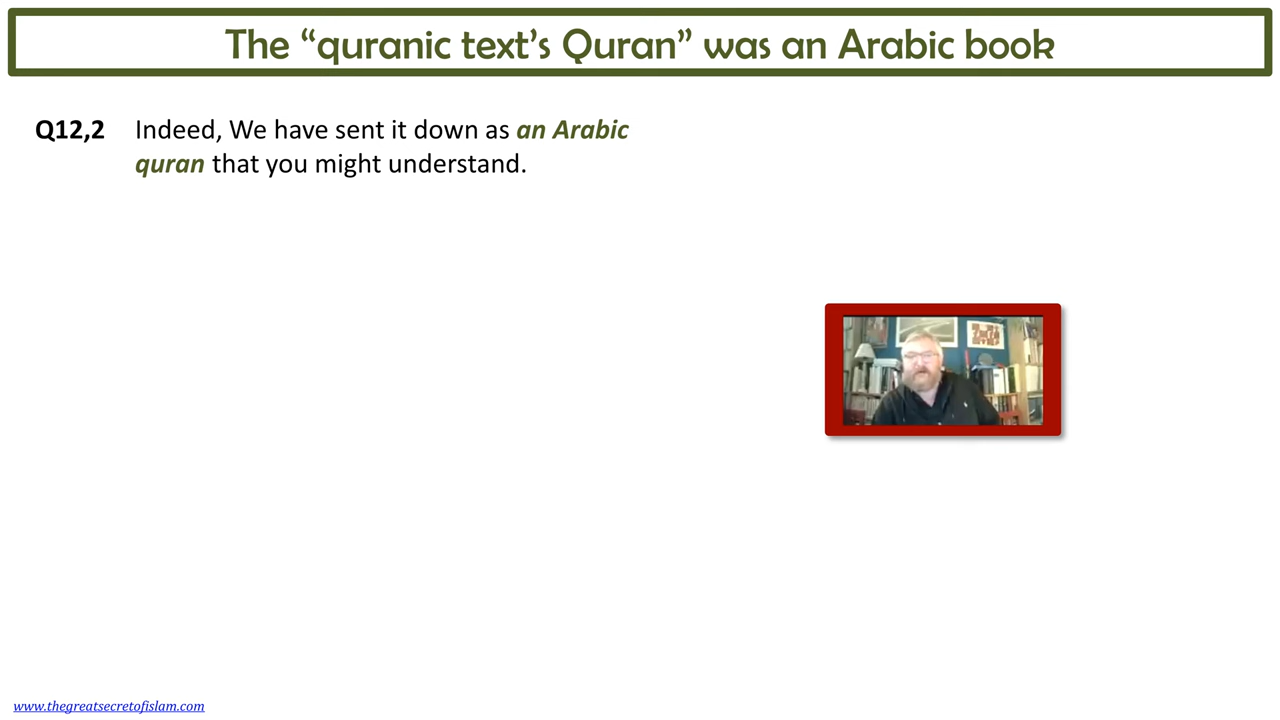 The “quranic text’s Quran” was an Arabic book
Q12,2 Indeed, We have sent it down as an Arabic
quran that you might understand.
www.thegreatsecretofislam.com